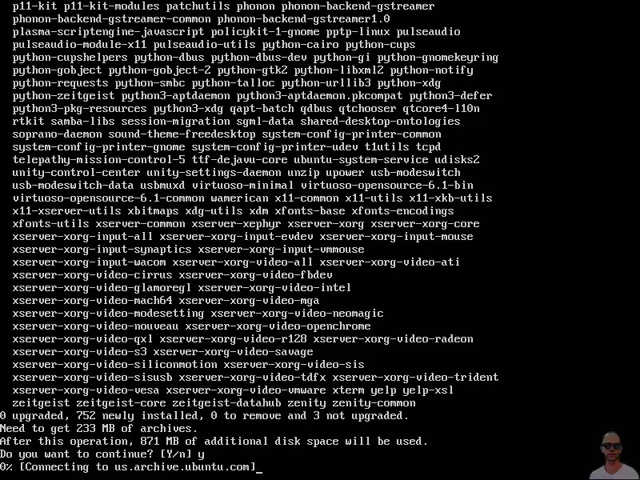 p11-kit p11-kit-modules patchutils phonon phonon-backend-gstreamer
phonon-backend-gstreamer-common phonon-backend-gstreamer1.0
plasma-scriptengine-javascript policykit-1-gnome pptp-linux pulseaudio
pulseaudio-module-x11 pulseaudio-utils python-cairo python-cups
python-cupshelpers python-dbus python-dbus-dev python-gi python-gnomekeyring
python-gobject python-gobject-2 python-gtk2 python-libxml2 python-notify
python-requests python-smbc python-talloc python-urllib3 python-xdg
python-zeitgeist python3-aptdaemon python3-aptdaemon.pkcompat python3-defer
python3-pkg-resources python3-xdg qapt-batch qdbus qtchooser qtcore4-l10n
rtkit samba-libs session-migration sgml-data shared-desktop-ontologies
soprano-daemon sound-theme-freedesktop system-config-printer-common
system-config-printer-gnome system-config-printer-udev t1utils tcpd
telepathy-mission-control-5 ttf-dejavu-core ubuntu-system-service udisks2
unity-control-center unity-settings-daemon unzip upower usb-modeswitch
usb-modeswitch-data usbmuxd virtuoso-minimal virtuoso-opensource-6.1-bin
virtuoso-opensource-6.1-common wamerican x11-common x11-utils x11-xkb-utils
x11-xserver-utils xbitmaps xdg-utils xdm xfonts-base xfonts-encodings
xfonts-utils xserver-common xserver-xephyr xserver-xorg xserver-xorg-core
xserver-xorg-input-all xserver-xorg-input-evdev xserver-xorg-input-mouse
xserver-xorg-input-synaptics xserver-xorg-input-vmmouse
xserver-xorg-input-wacom xserver-xorg-video-all xserver-xorg-video-ati
xserver-xorg-video-cirrus xserver-xorg-video-fbdev
xserver-xorg-video-glamoregl xserver-xorg-video-intel
xserver-xorg-video-mach64 xserver-xorg-video-mga
xserver-xorg-video-modesetting xserver-xorg-video-neomagic
xserver-xorg-video-nouveau xserver-xorg-video-openchrome
xserver-xorg-video-qxl xserver-xorg-video-r128 xserver-xorg-video-radeon
xserver-xorg-video-s3 xserver-xorg-video-savage
xserver-xorg-video-siliconmotion xserver-xorg-video-sis
xserver-xorg-video-sisusb xserver-xorg-video-tdfx xserver-xorg-video-trident
xserver-xorg-video-vesa xserver-xorg-video-vmware xterm yelp yelp-xsl
zeitgeist zeitgeist-core zeitgeist-datahub zenity zenity-common
0 upgraded, 752 newly installed, 0 to remove and 3 not upgraded.
Need to get 233 MB of archives.
After this operation, 871 MB of additional disk space will be used.
Do you want to continue? [Y/n] y
0% [Connecting to us.archive.ubuntu.com]_